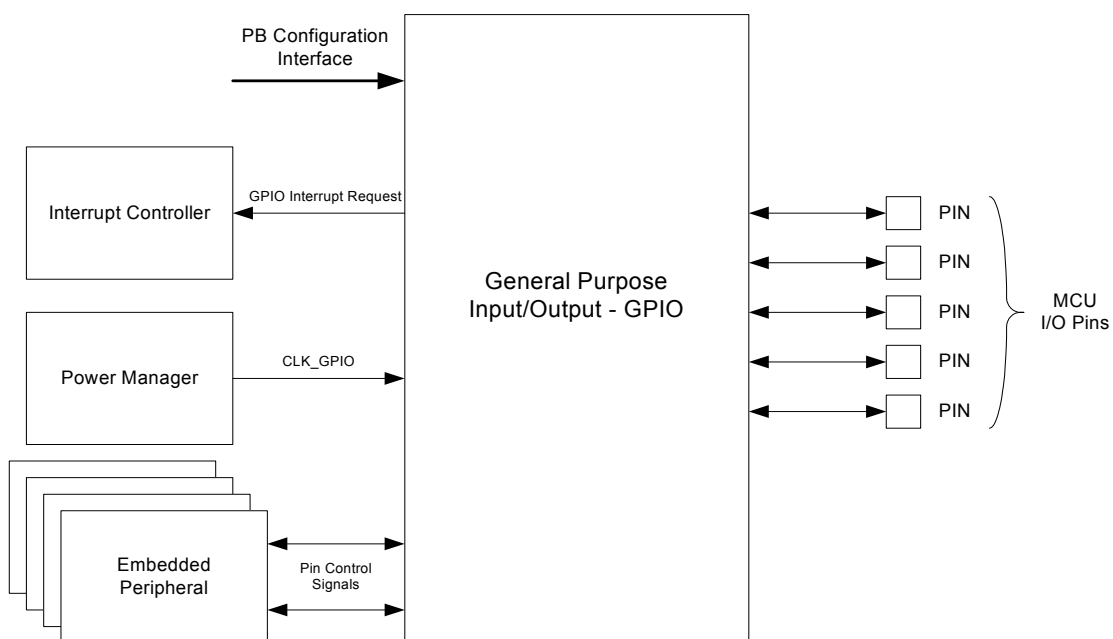 PB Configuration
Interface
Interrupt Controller
GPIO Interrupt Request
General Purpose
Input/Output - GPIO
Power Manager
CLK_GPIO
Embedded
Peripheral
Pin Control
Signals
PIN
PIN
PIN
PIN
PIN
MCU
I/O Pins